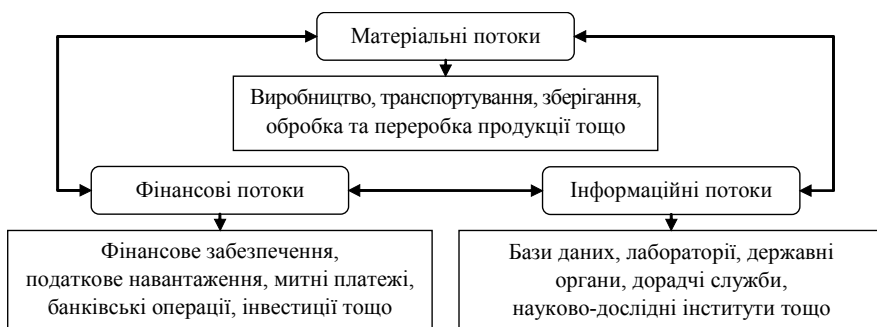 Матеріальні потоки
Виробництво, транспортування, зберігання,
обробка та переробка продукції тощо
Фінансові потоки
Інформаційні потоки
Фінансове забезпечення,
податкове навантаження, митні платежі,
банківські операції, інвестиції тощо
Бази даних, лабораторії, державні
органи, дорадчі служби,
науково-дослідні інститути тощо